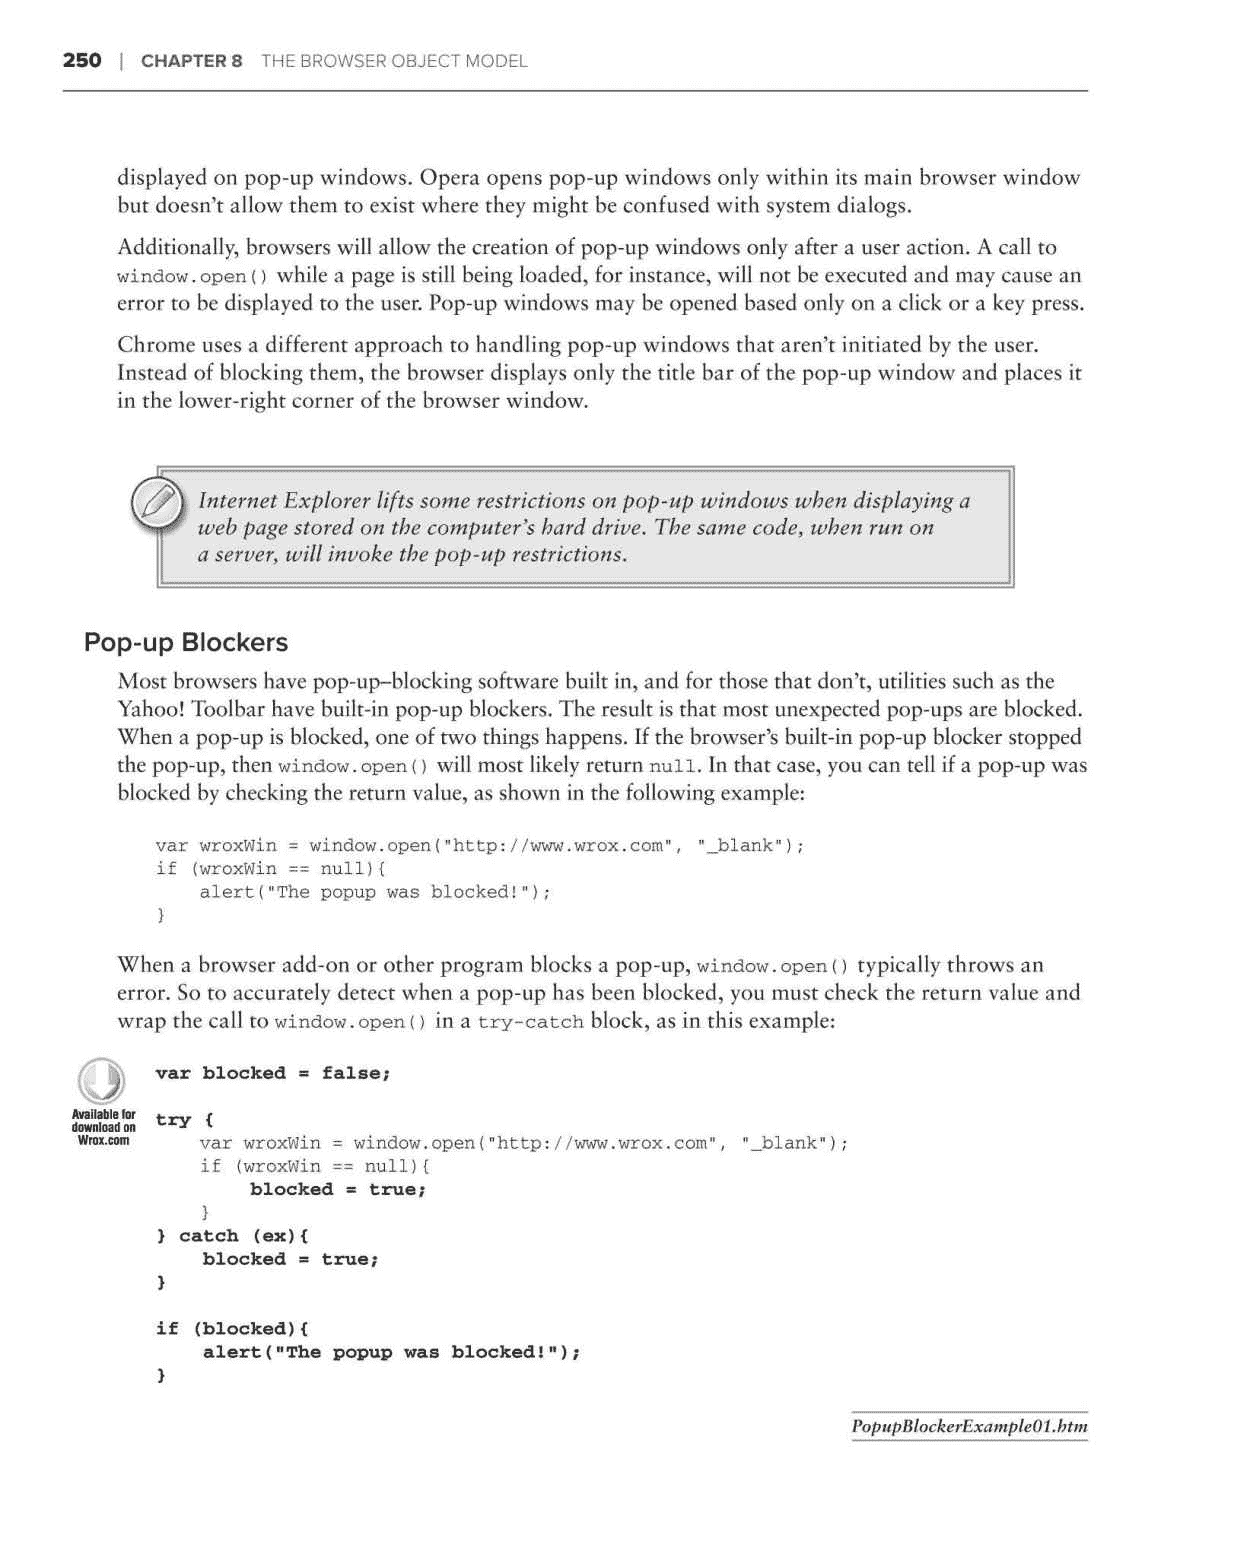 250 | CHAPTER 8 THE BROWSER OBJECT MODEL
displayed on pop-up windows. Opera opens pop-up windows only within its main browser window
but doesn’t allow them to exist where they might be confused with system dialogs.
Additionally, browsers will allow the creation of pop-up windows only after a user action. A call to
window.open() while a page is still being loaded, for instance, will not be executed and may cause an
error to be displayed to the user. Pop-up windows may be opened based only on a click or a key press.
Chrome uses a different approach to handling pop-up windows that aren’t initiated by the user.
Instead of blocking them, the browser displays only the title bar of the pop-up window and places it
in the lower-right corner of the browser window.
Internet Explorer lifts some restrictions on pop-up windows when displaying a
web page stored on the computer’s hard drive. The same code, when run on
a server, will invoke the pop-up restrictions.
Pop-up Blockers
Most browsers have pop-up–blocking software built in, and for those that don’t, utilities such as the
Yahoo! Toolbar have built-in pop-up blockers. The result is that most unexpected pop-ups are blocked.
When a pop-up is blocked, one of two things happens. If the browser’s built-in pop-up blocker stopped
the pop-up, then window.open() will most likely return null. In that case, you can tell if a pop-up was
blocked by checking the return value, as shown in the following example:
var wroxWin = window.open("http://www.wrox.com", "_blank");
if (wroxWin == null){
    alert("The popup was blocked!");
}
When a browser add-on or other program blocks a pop-up, window.open() typically throws an
error. So to accurately detect when a pop-up has been blocked, you must check the return value and
wrap the call to window.open() in a try-catch block, as in this example:
Available for
download on
Wrox.com
var blocked = false;
try {
    var wroxWin = window.open("http://www.wrox.com", "_blank");
    if (wroxWin == null){
        blocked = true;
    }
} catch (ex){
    blocked = true;
}
if (blocked){
    alert("The popup was blocked!");
}
PopupBlockerExample01.htm